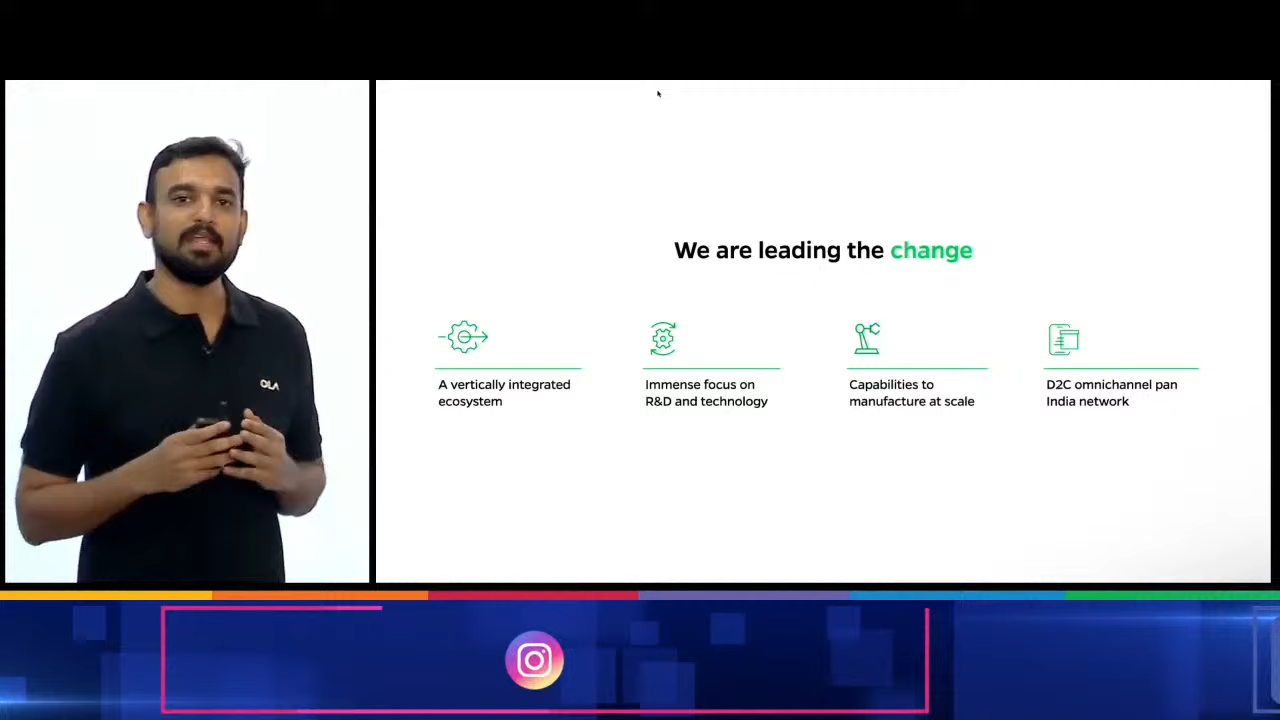 We are leading the change
A vertically integrated
ecosystem
Immense focus on
R&D and technology
Capabilities to
manufacture at scale
D2C omnichannel pan
India network
OLA